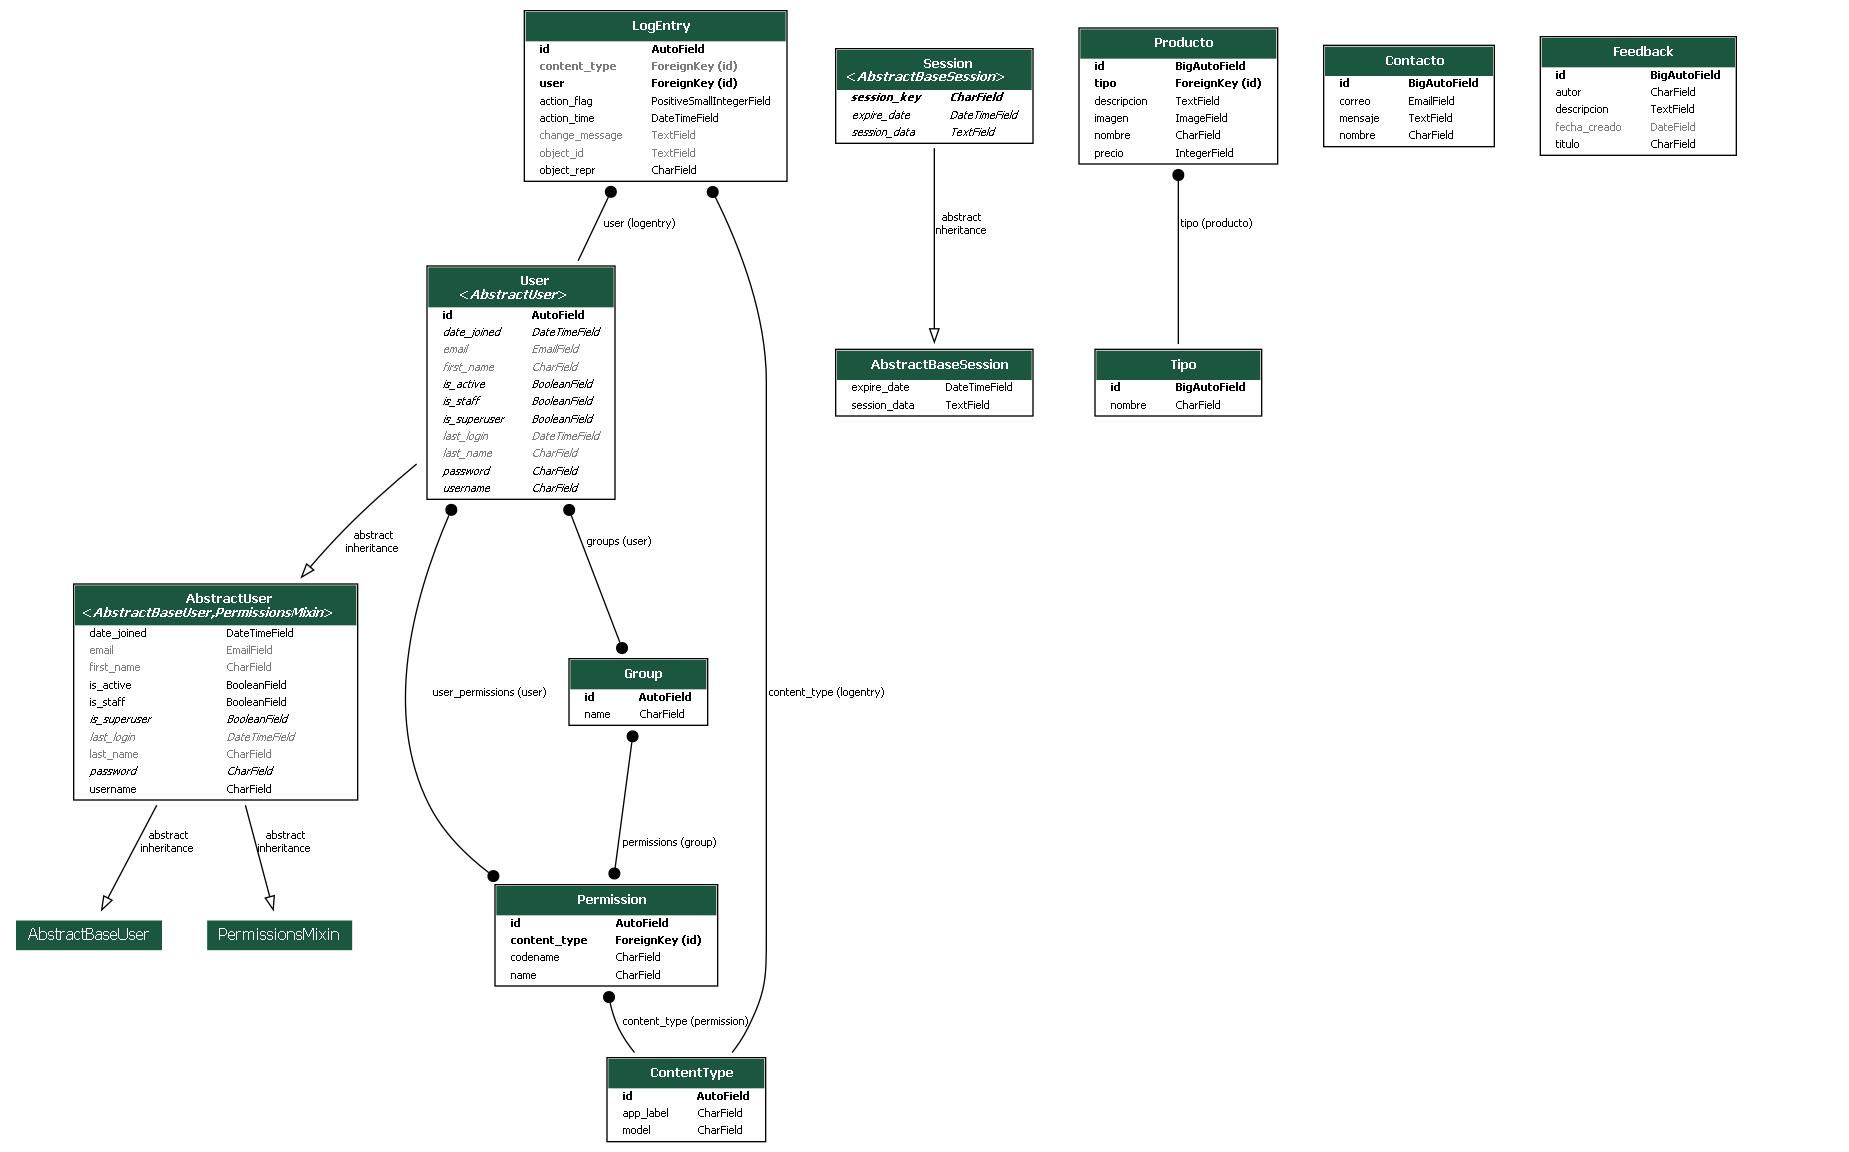 LogEntry
id AutoField
content_type ForeignKey (id)
user ForeignKey (id)
action_flag PositiveSmallIntegerField
action_time DateTimeField
change_message TextField
object_id TextField
object_repr CharField
Session
<AbstractBaseSession>
session_key CharField
expire_date DateTimeField
session_data TextField
Producto
id BigAutoField
tipo ForeignKey (id)
descripcion TextField
imagen ImageField
nombre CharField
precio IntegerField
Contacto
id BigAutoField
correo EmailField
mensaje TextField
nombre CharField
Feedback
id BigAutoField
autor CharField
descripcion TextField
fecha_creado DateField
titulo CharField
user (logentry)
abstract
inheritance
tipo (producto)
User
<AbstractUser>
id AutoField
date_joined DateTimeField
email EmailField
first_name CharField
is_active BooleanField
is_staff BooleanField
is_superuser BooleanField
last_login DateTimeField
last_name CharField
password CharField
username CharField
AbstractBaseSession
expire_date DateTimeField
session_data TextField
Tipo
id BigAutoField
nombre CharField
abstract
inheritance
groups (user)
AbstractUser
<AbstractBaseUser,PermissionsMixin>
date_joined DateTimeField
email EmailField
first_name CharField
is_active BooleanField
is_staff BooleanField
is_superuser BooleanField
last_login DateTimeField
last_name CharField
password CharField
username CharField
user_permissions (user)
Group
id AutoField
name CharField
content_type (logentry)
abstract
inheritance
abstract
inheritance
permissions (group)
AbstractBaseUser
PermissionsMixin
Permission
id AutoField
content_type ForeignKey (id)
codename CharField
name CharField
content_type (permission)
ContentType
id AutoField
app_label CharField
model CharField